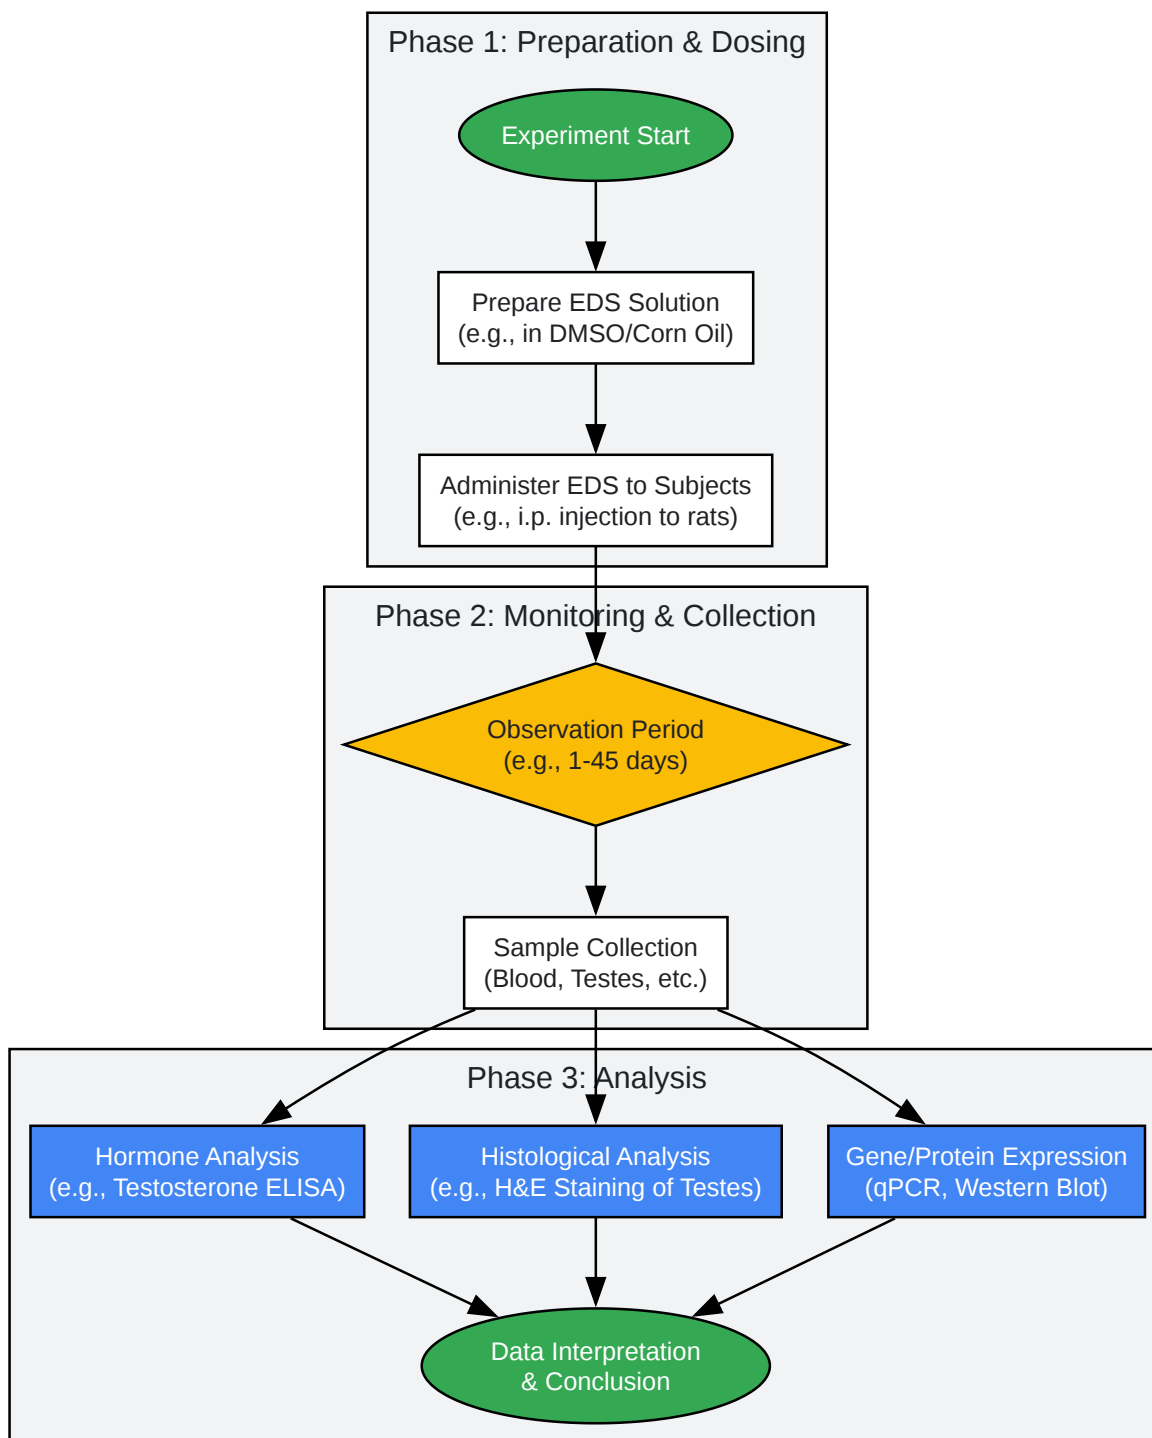 Phase 1: Preparation & Dosing
Experiment Start
Prepare EDS Solution
(e.g., in DMSO/Corn Oil)
Administer EDS to Subjects
(e.g., i.p. injection to rats)
Phase 2: Monitoring & Collection
Observation Period
(e.g., 1-45 days)
Sample Collection
(Blood, Testes, etc.)
Phase 3: Analysis
Hormone Analysis
(e.g., Testosterone ELISA)
Histological Analysis
(e.g., H&E Staining of Testes)
Gene/Protein Expression
(qPCR, Western Blot)
Data Interpretation
& Conclusion